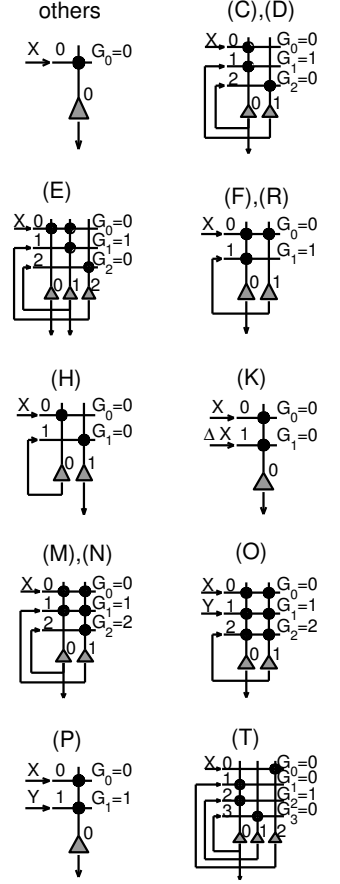 others
(C),(D)
X 0 G₀=0
0
X 0 G₀=0
1 G₁=1
2 G₂=0
0 1
(E)
(F),(R)
X 0 G₀=0
1 G₁=1
2 G₂=0
0 1 2
X 0 G₀=0
1 G₁=1
0 1
(H)
(K)
X 0 G₀=0
1 G₁=0
0 1
X 0 G₀=0
Δ X 1 G₁=0
0
(M),(N)
(O)
X 0 G₀=0
1 G₁=1
2 G₂=2
0 1
X 0 G₀=0
Y 1 G₁=1
2 G₂=2
0 1
(P)
(T)
X 0 G₀=0
Y 1 G₁=1
0
X 0 G₀=0
1 G₁=0
2 G₂=1
3 G₃=0
0 1 2